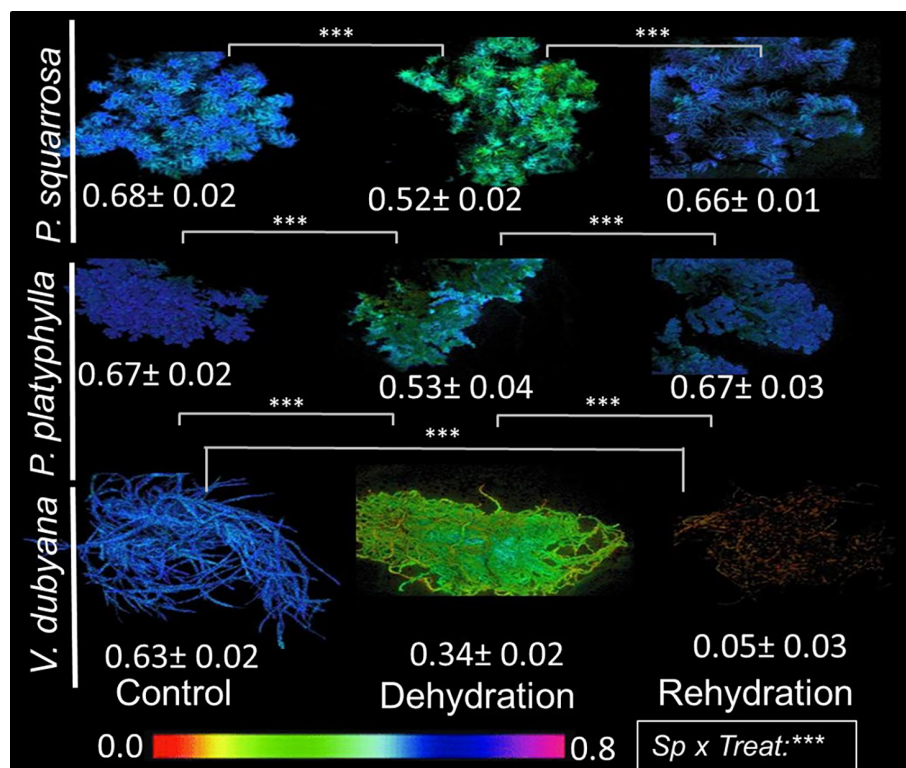 P. squarrosa
*** ***
0.68± 0.02 0.52± 0.02 0.66± 0.01
P. platyphylla
*** ***
0.67± 0.02 0.53± 0.04 0.67± 0.03
V. dubyana
*** ***
***
0.63± 0.02 0.34± 0.02 0.05± 0.03
Control Dehydration Rehydration
0.0 0.8
Sp x Treat:***